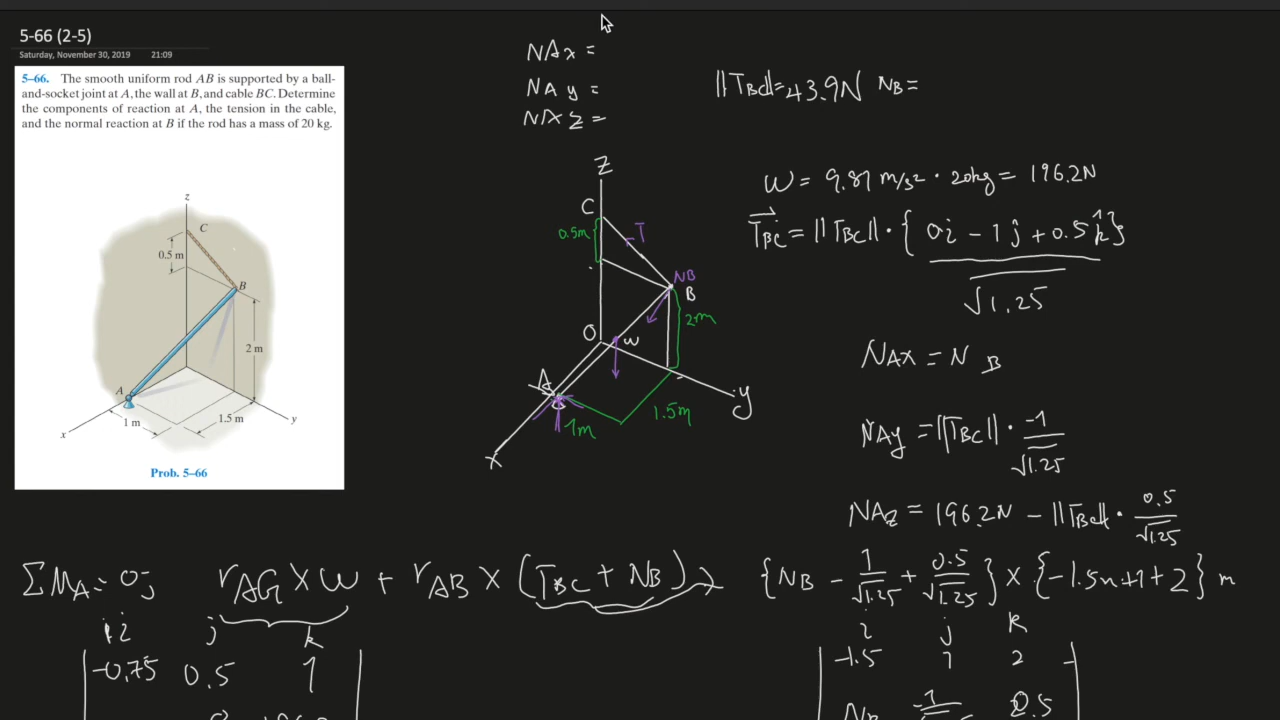 5-66 (2-5)
Saturday, November 30, 2019 21:09
5–66. The smooth uniform rod AB is supported by a ball-
and-socket joint at A, the wall at B, and cable BC. Determine
the components of reaction at A, the tension in the cable,
and the normal reaction at B if the rod has a mass of 20 kg.
z
C
0.5 m
B
2 m
A
1 m
1.5 m
x
y
Prob. 5–66
NAx =
NAy =
NAz =
||TBC||= 43.9N NB=
Z
C
0.5m
T
NB
B
2m
O
W
A
1m
1.5m
y
x
W = 9.81 m/s² · 20kg = 196.2N
TBC = ||TBC|| · { 0i - 1j + 0.5k }
√1.25
NAX = N B
NAy = ||TBC|| · -1/√1.25
NAZ = 196.2N - ||TBC|| · 0.5/√1.25
ΣMA = 0; rAG × W + rAB × (TBC + NB) {NB - 1/√1.25 + 0.5/√1.25} × {-1.5n+1+2} m
i j k
-0.75 0.5 1
i j k
-1.5 1 2
NB -1 0.5